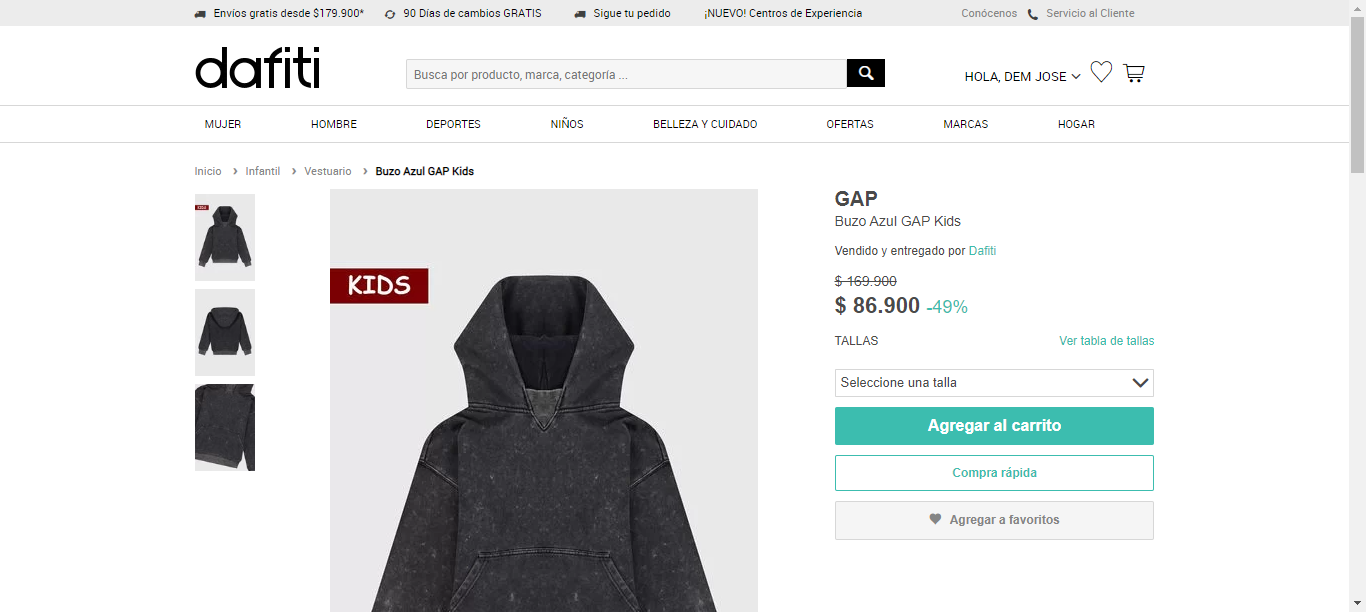 Envíos gratis desde $179.900* 90 Días de cambios GRATIS Sigue tu pedido ¡NUEVO! Centros de Experiencia Conócenos Servicio al Cliente
dafiti
Busca por producto, marca, categoría ...
HOLA, DEM JOSE
MUJER HOMBRE DEPORTES NIÑOS BELLEZA Y CUIDADO OFERTAS MARCAS HOGAR
Inicio › Infantil › Vestuario › Buzo Azul GAP Kids
KIDS
KIDS
GAP
Buzo Azul GAP Kids
Vendido y entregado por Dafiti
$ 169.900
$ 86.900 -49%
TALLAS Ver tabla de tallas
Seleccione una talla
Agregar al carrito
Compra rápida
Agregar a favoritos